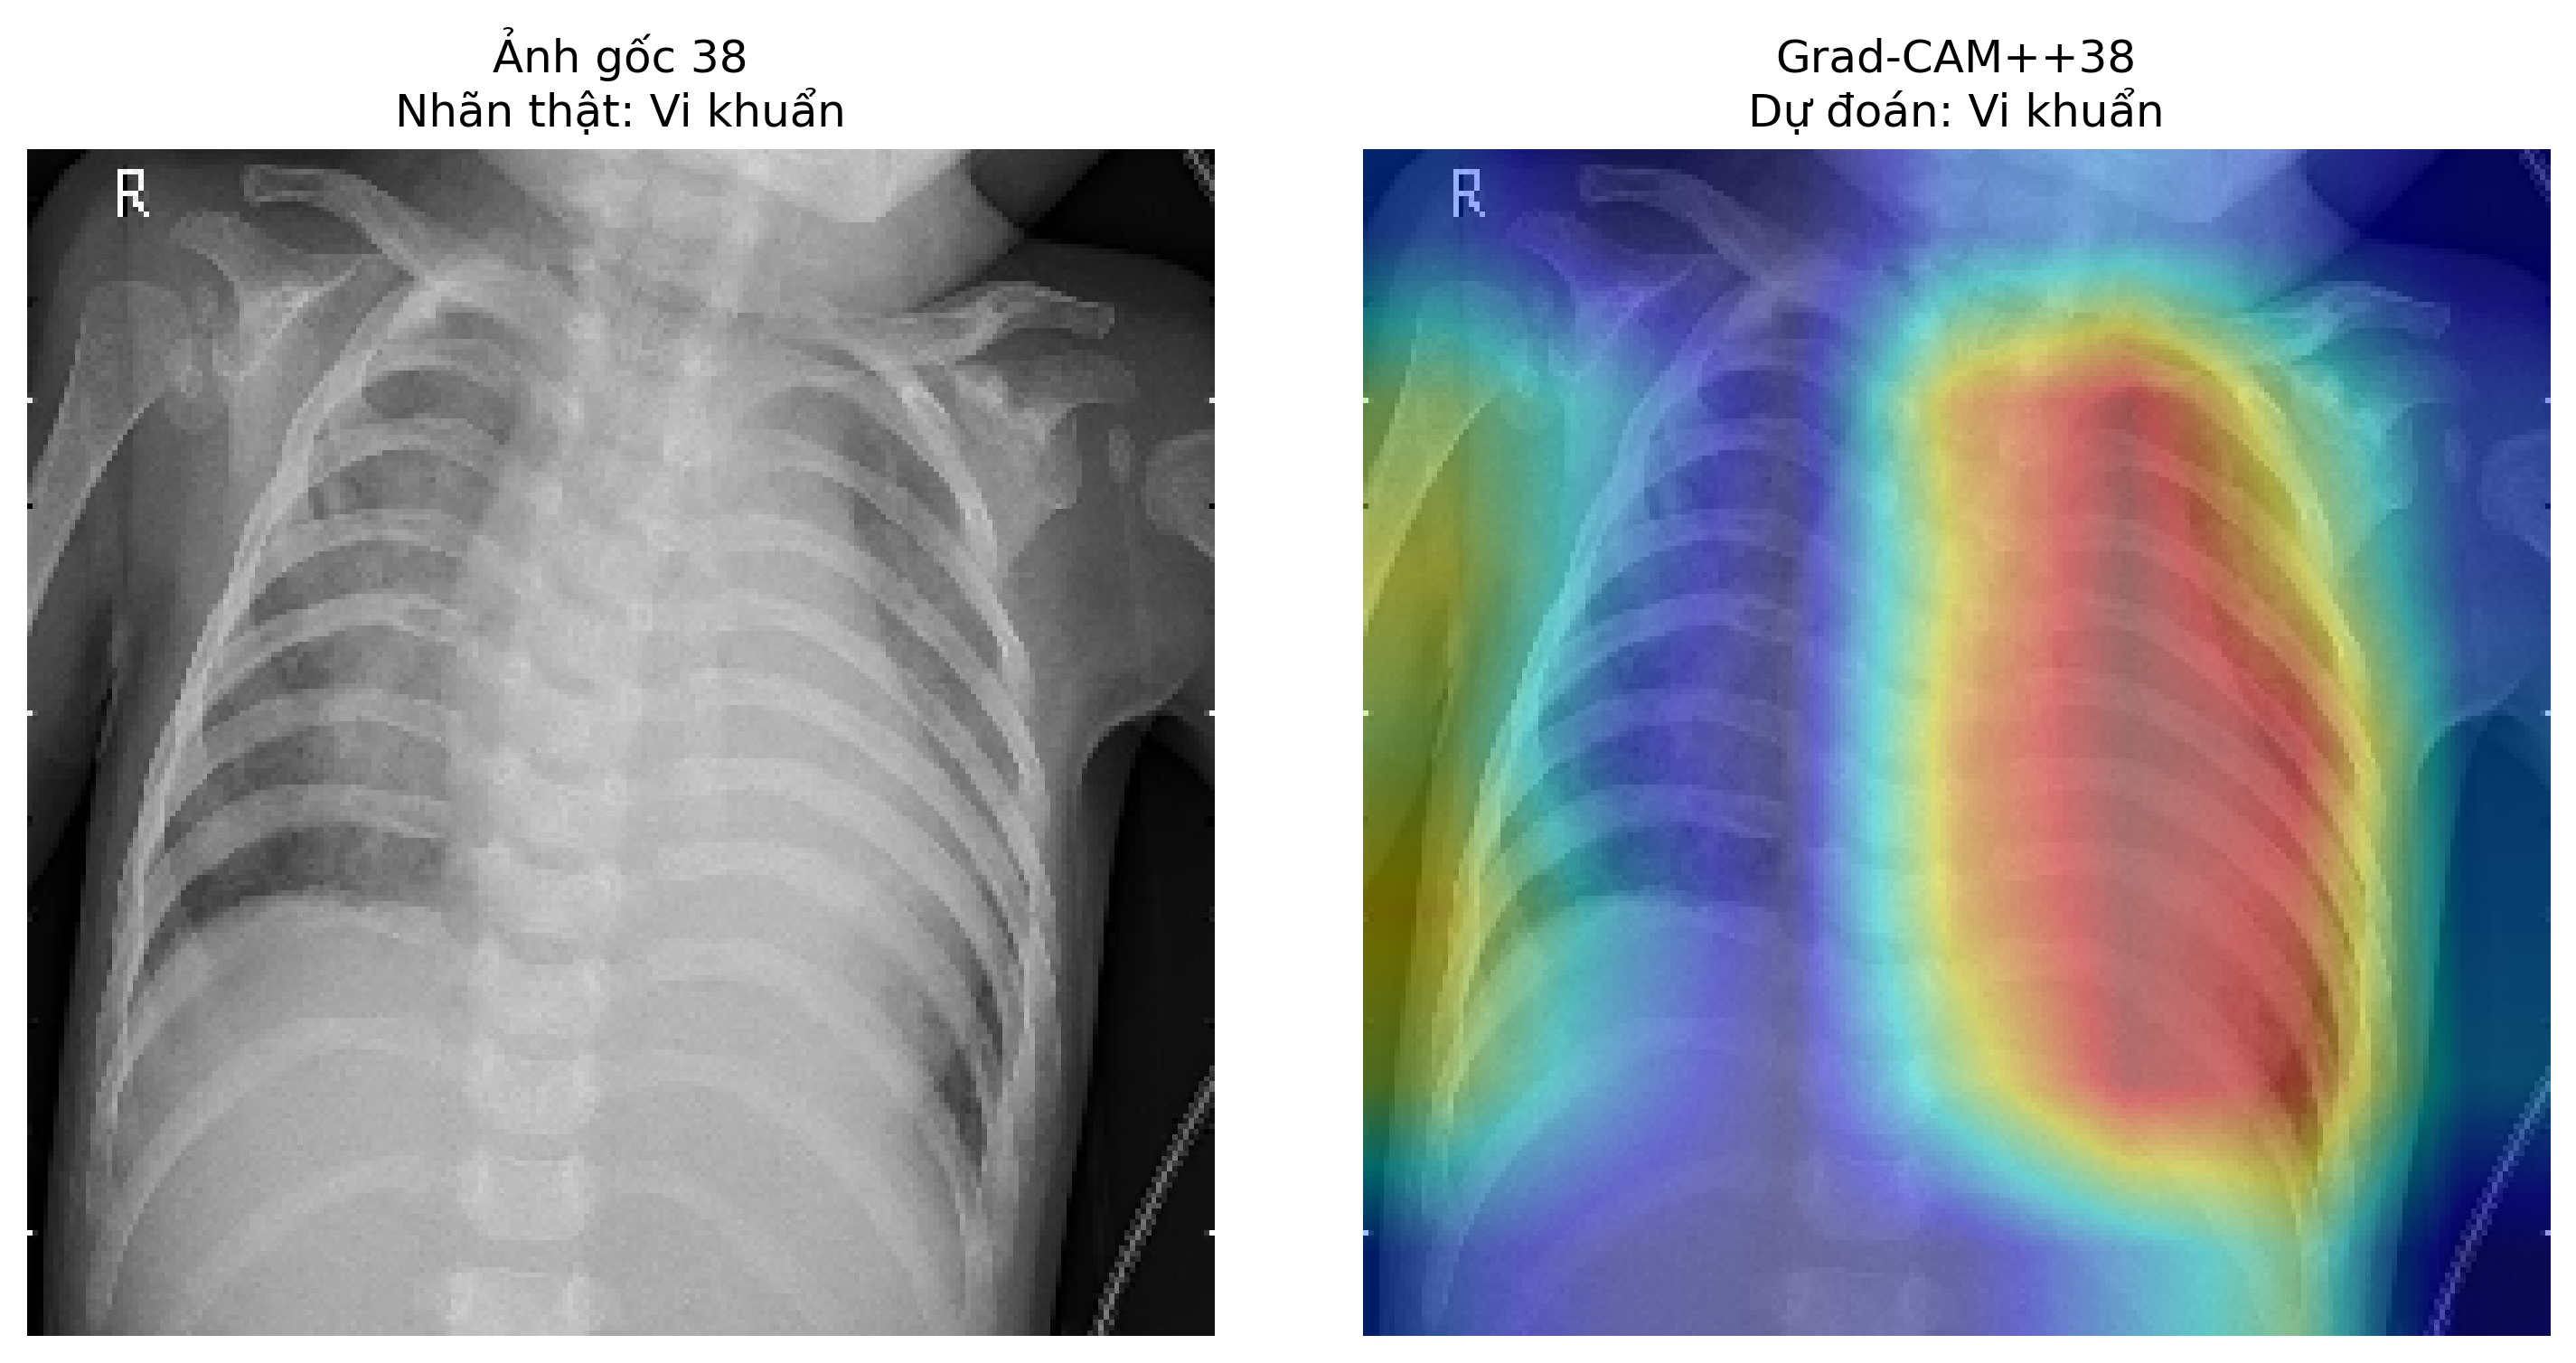 Ảnh gốc 38
Nhãn thật: Vi khuẩn
Grad-CAM++38
Dự đoán: Vi khuẩn
R
R